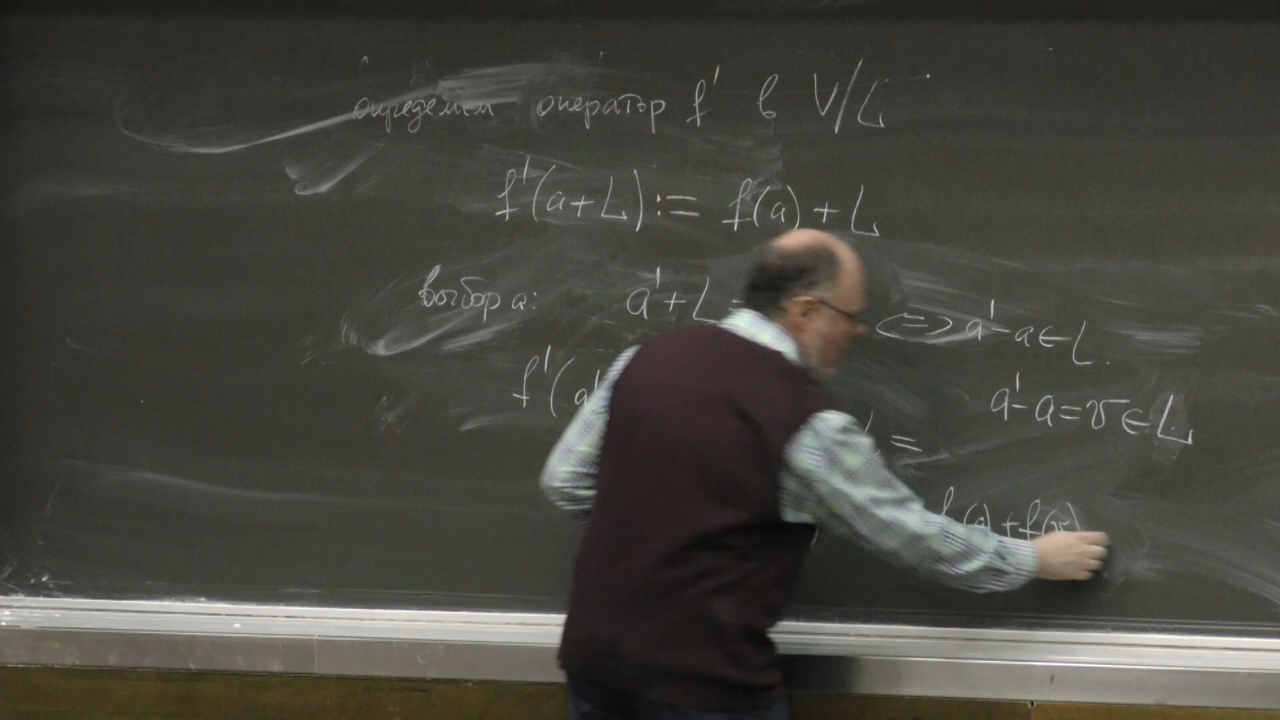 определим оператор f' в V/L
f'(a+L) := f(a) + L
выбор a: a'+L = <=> a'-a∈L.
a'-a=v∈L
f'(a' ' =
f(a)+f(v)